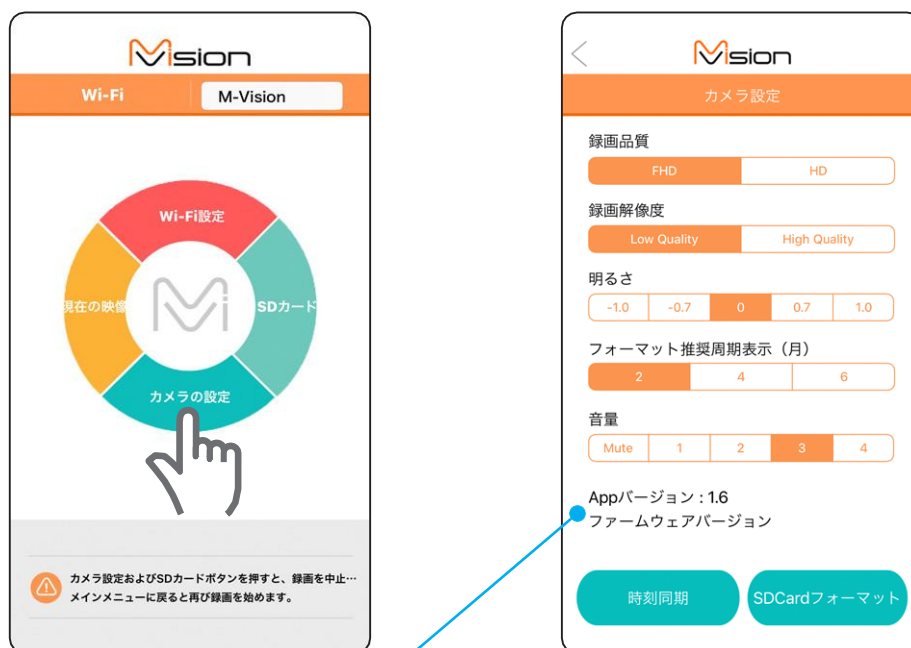 Mision
Wi-Fi
M-Vision
Wi-Fi設定
現在の映像
SDカード
Mi
カメラの設定
カメラ設定およびSDカードボタンを押すと、録画を中止…
メインメニューに戻ると再び録画を始めます。
Mision
カメラ設定
録画品質
FHD HD
録画解像度
Low Quality High Quality
明るさ
-1.0 -0.7 0 0.7 1.0
フォーマット推奨周期表示（月）
2 4 6
音量
Mute 1 2 3 4
Appバージョン : 1.6
ファームウェアバージョン
時刻同期 SDCardフォーマット